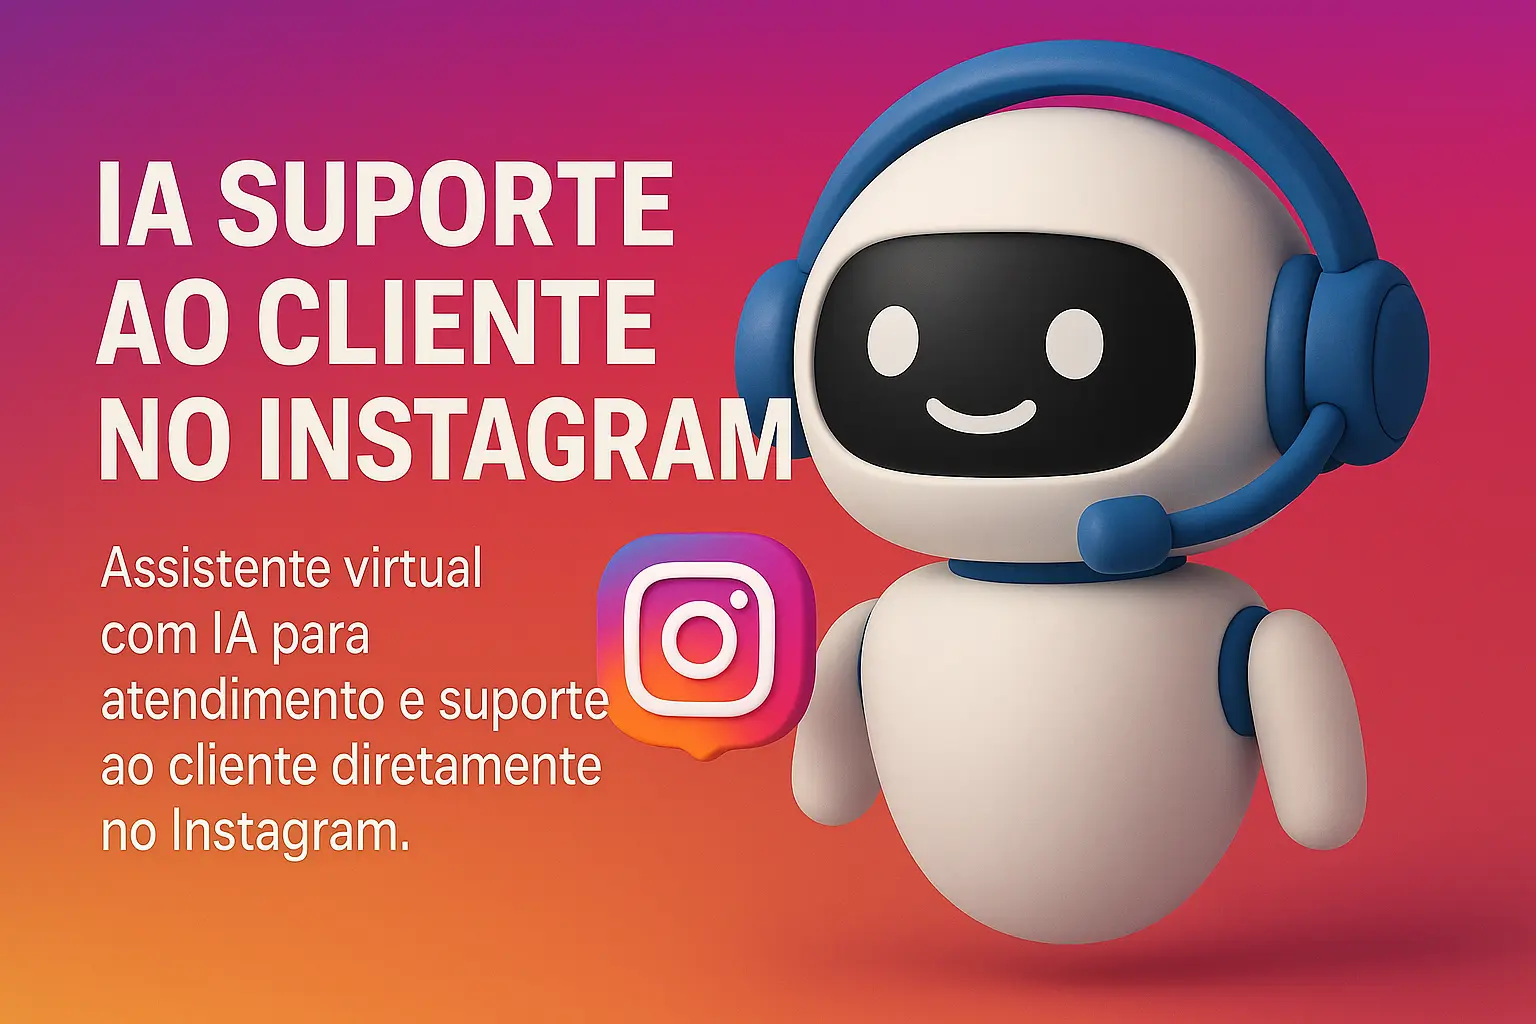 IA SUPORTE
AO CLIENTE
NO INSTAGRAM
Assistente virtual
com IA para
atendimento e suporte
ao cliente diretamente
no Instagram.